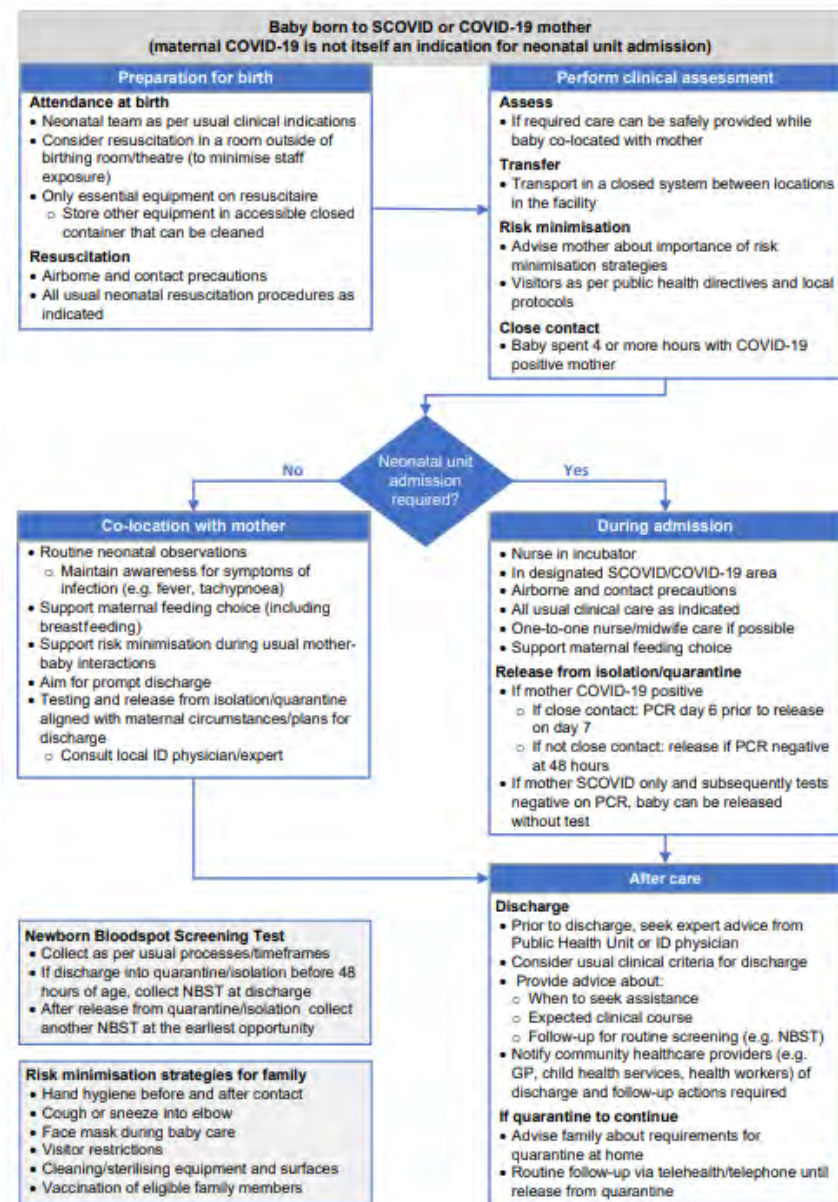 Baby born to SCOVID or COVID-19 mother
(maternal COVID-19 is not itself an indication for neonatal unit admission)
Preparation for birth
Attendance at birth
• Neonatal team as per usual clinical indications
• Consider resuscitation in a room outside of
birthing room/theatre (to minimise staff
exposure)
• Only essential equipment on resuscitaire
○ Store other equipment in accessible closed
container that can be cleaned
Resuscitation
• Airborne and contact precautions
• All usual neonatal resuscitation procedures as
indicated
Perform clinical assessment
Assess
• If required care can be safely provided while
baby co-located with mother
Transfer
• Transport in a closed system between locations
in the facility
Risk minimisation
• Advise mother about importance of risk
minimisation strategies
• Visitors as per public health directives and local
protocols
Close contact
• Baby spent 4 or more hours with COVID-19
positive mother
Neonatal unit
admission
required?
No
Yes
Co-location with mother
• Routine neonatal observations
○ Maintain awareness for symptoms of
infection (e.g. fever, tachypnoea)
• Support maternal feeding choice (including
breastfeeding)
• Support risk minimisation during usual mother-
baby interactions
• Aim for prompt discharge
• Testing and release from isolation/quarantine
aligned with maternal circumstances/plans for
discharge
○ Consult local ID physician/expert
During admission
• Nurse in incubator
• In designated SCOVID/COVID-19 area
• Airborne and contact precautions
• All usual clinical care as indicated
• One-to-one nurse/midwife care if possible
• Support maternal feeding choice
Release from isolation/quarantine
• If mother COVID-19 positive
○ If close contact: PCR day 6 prior to release
on day 7
○ If not close contact: release if PCR negative
at 48 hours
• If mother SCOVID only and subsequently tests
negative on PCR, baby can be released
without test
Newborn Bloodspot Screening Test
• Collect as per usual processes/timeframes
• If discharge into quarantine/isolation before 48
hours of age, collect NBST at discharge
• After release from quarantine/isolation collect
another NBST at the earliest opportunity
Risk minimisation strategies for family
• Hand hygiene before and after contact
• Cough or sneeze into elbow
• Face mask during baby care
• Visitor restrictions
• Cleaning/sterilising equipment and surfaces
• Vaccination of eligible family members
After care
Discharge
• Prior to discharge, seek expert advice from
Public Health Unit or ID physician
• Consider usual clinical criteria for discharge
• Provide advice about:
○ When to seek assistance
○ Expected clinical course
○ Follow-up for routine screening (e.g. NBST)
• Notify community healthcare providers (e.g.
GP, child health services, health workers) of
discharge and follow-up actions required
If quarantine to continue
• Advise family about requirements for
quarantine at home
• Routine follow-up via telehealth/telephone until
release from quarantine